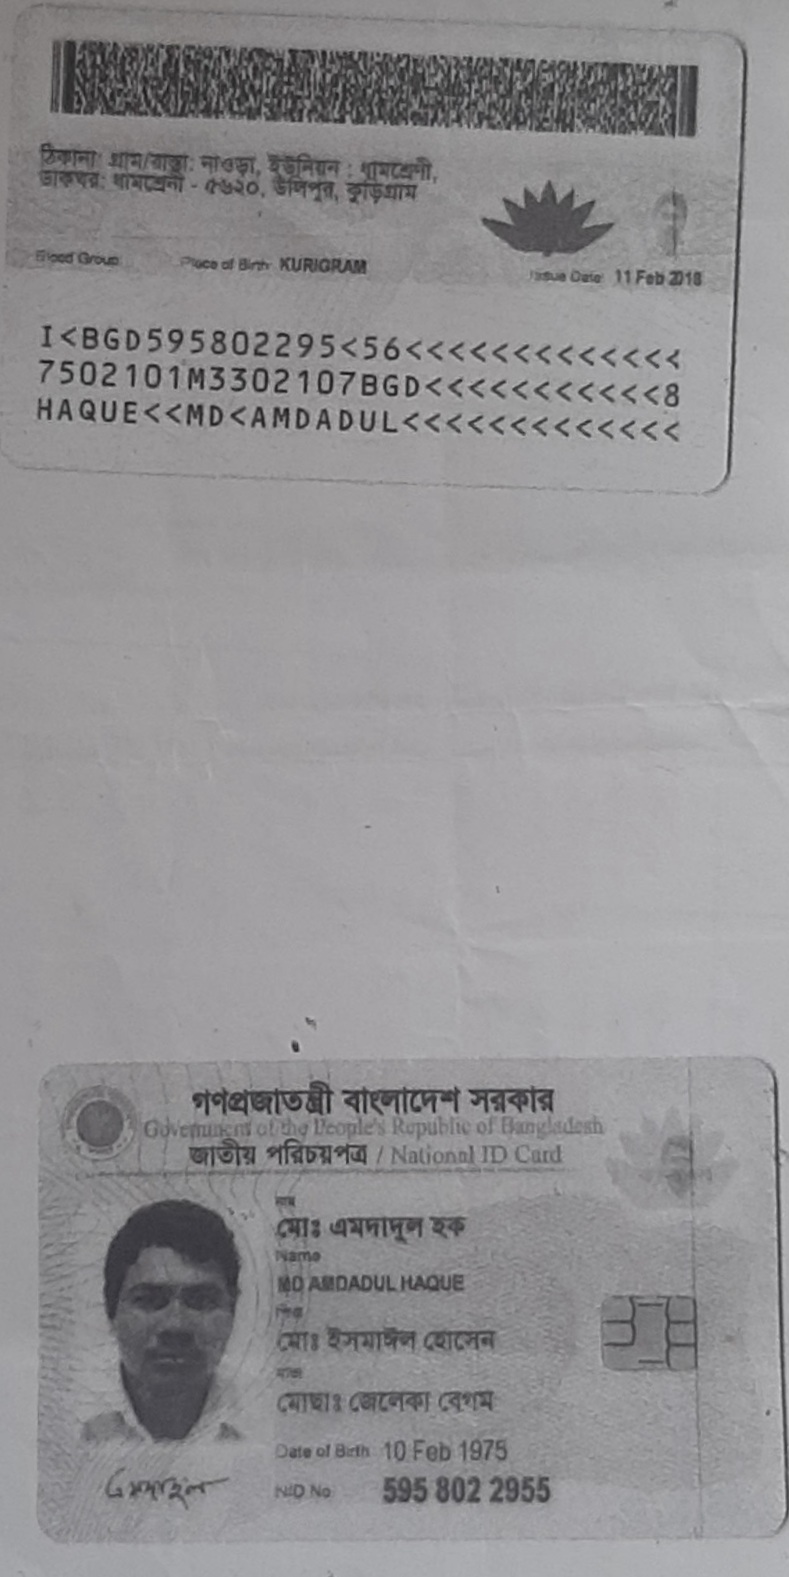 ঠিকানা: গ্রাম/রাস্তা: নাওড়া, ইউনিয়ন : থামশ্রেনী,
ডাকঘর: থামশ্রেনী - ৫৬২০, উলিপুর, কুড়িগ্রাম
Blood Group: Place of Birth: KURIGRAM Issue Date: 11 Feb 2018
I<BGD595802295<56<<<<<<<<<<<<<
7502101M3302107BGD<<<<<<<<<<<8
HAQUE<<MD<AMDADUL<<<<<<<<<<<<<
গণপ্রজাতন্ত্রী বাংলাদেশ সরকার
Government of the People's Republic of Bangladesh
জাতীয় পরিচয়পত্র / National ID Card
নাম
মোঃ এমদাদুল হক
Name
MD AMDADUL HAQUE
পিতা
মোঃ ইসমাঈল হোসেন
মাতা
মোছাঃ জেলেকা বেগম
Date of Birth 10 Feb 1975
NID No 595 802 2955